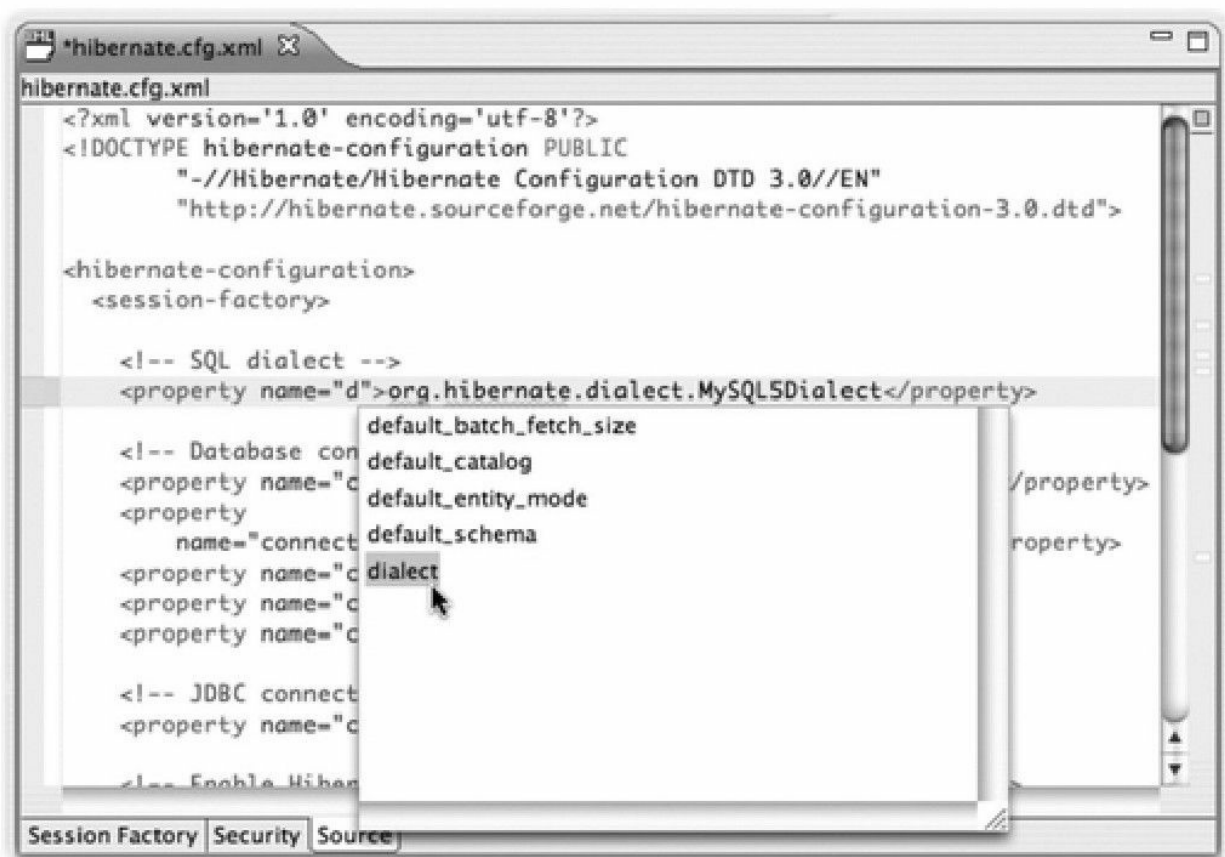 *hibernate.cfg.xml
hibernate.cfg.xml
<?xml version='1.0' encoding='utf-8'?>
<!DOCTYPE hibernate-configuration PUBLIC
"-//Hibernate/Hibernate Configuration DTD 3.0//EN"
"http://hibernate.sourceforge.net/hibernate-configuration-3.0.dtd">
<hibernate-configuration>
<session-factory>
<!-- SQL dialect -->
<property name="d">org.hibernate.dialect.MySQL5Dialect</property>
default_batch_fetch_size
default_catalog
default_entity_mode
default_schema
dialect
<!-- Database con
<property name="c /property>
<property
name="connect roperty>
<property name="c
<property name="c
<property name="c
<!-- JDBC connect
<property name="c
<!-- Enable Hiber
Session Factory Security Source